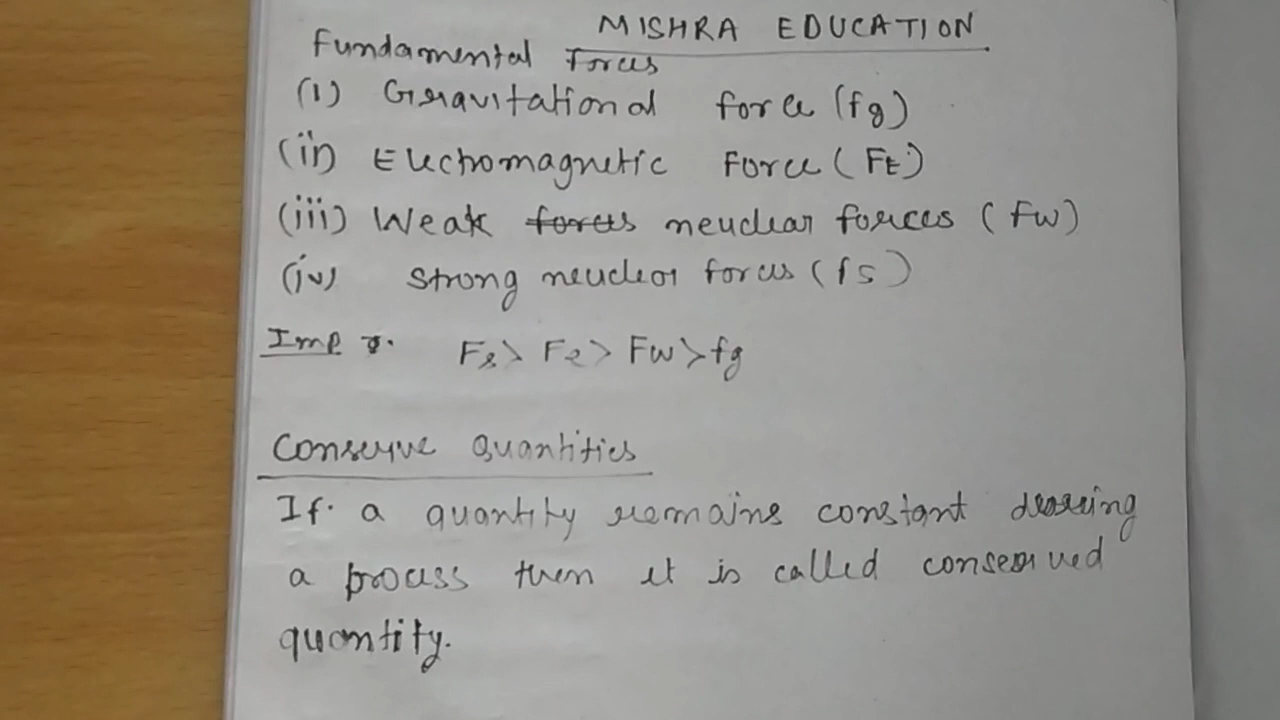 MISHRA EDUCATION
Fundamental Forces
(i) Gravitational force (fg)
(ii) Electromagnetic Force (FE)
(iii) Weak forces neuclear forces (Fw)
(iv) Strong neuclear forces (fs)
Imp Fs > Fe > Fw > fg
Conserve Quantities
If a quantity remains constant during
a process then it is called conserved
quantity.